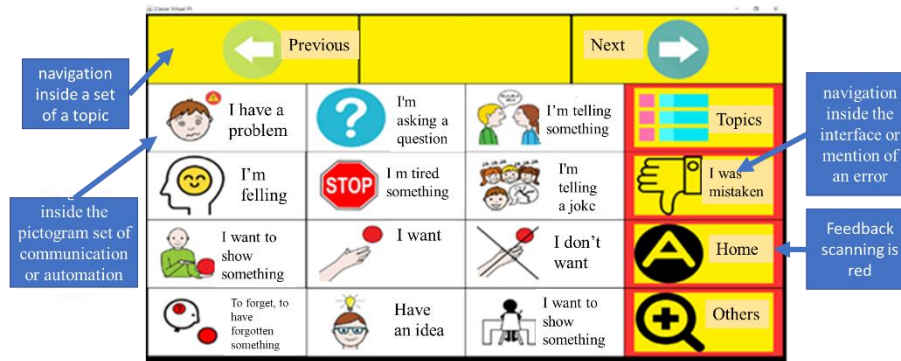 Clavier Virtuel PS
Previous
Next
navigation
inside a set
of a topic
I have a
problem
I'm
asking a
question
I'm telling
something
Topics
navigation
inside the
interface or
mention of
an error
I'm
felling
STOP
I m tired
something
I'm
telling
a joke
I was
mistaken
inside the
pictogram set of
communication
or automation
I want to
show
something
I want
I don't
want
Home
Feedback
scanning is
red
To forget, to
have
forgotten
something
Have
an idea
I want to
show
something
Others